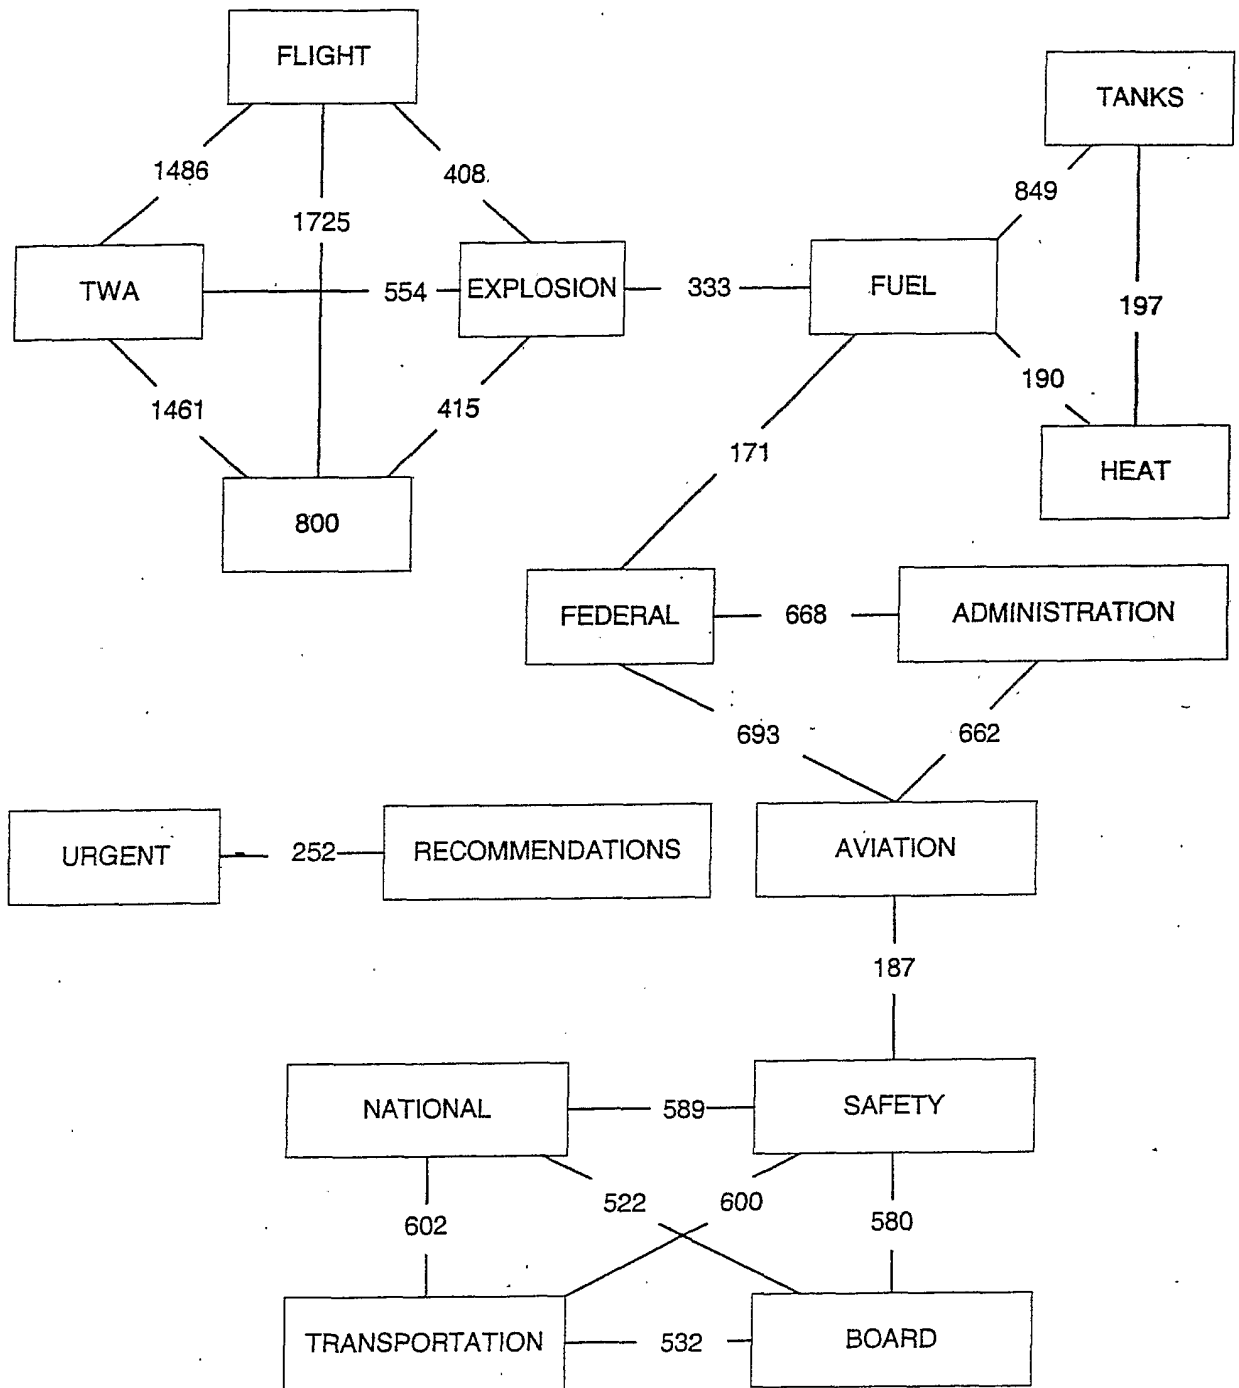 FLIGHT
TANKS
1486
408
849
1725
TWA
554
EXPLOSION
333
FUEL
197
1461
415
190
171
HEAT
800
FEDERAL
668
ADMINISTRATION
693
662
URGENT
252
RECOMMENDATIONS
AVIATION
187
NATIONAL
589
SAFETY
602
522
600
580
TRANSPORTATION
532
BOARD